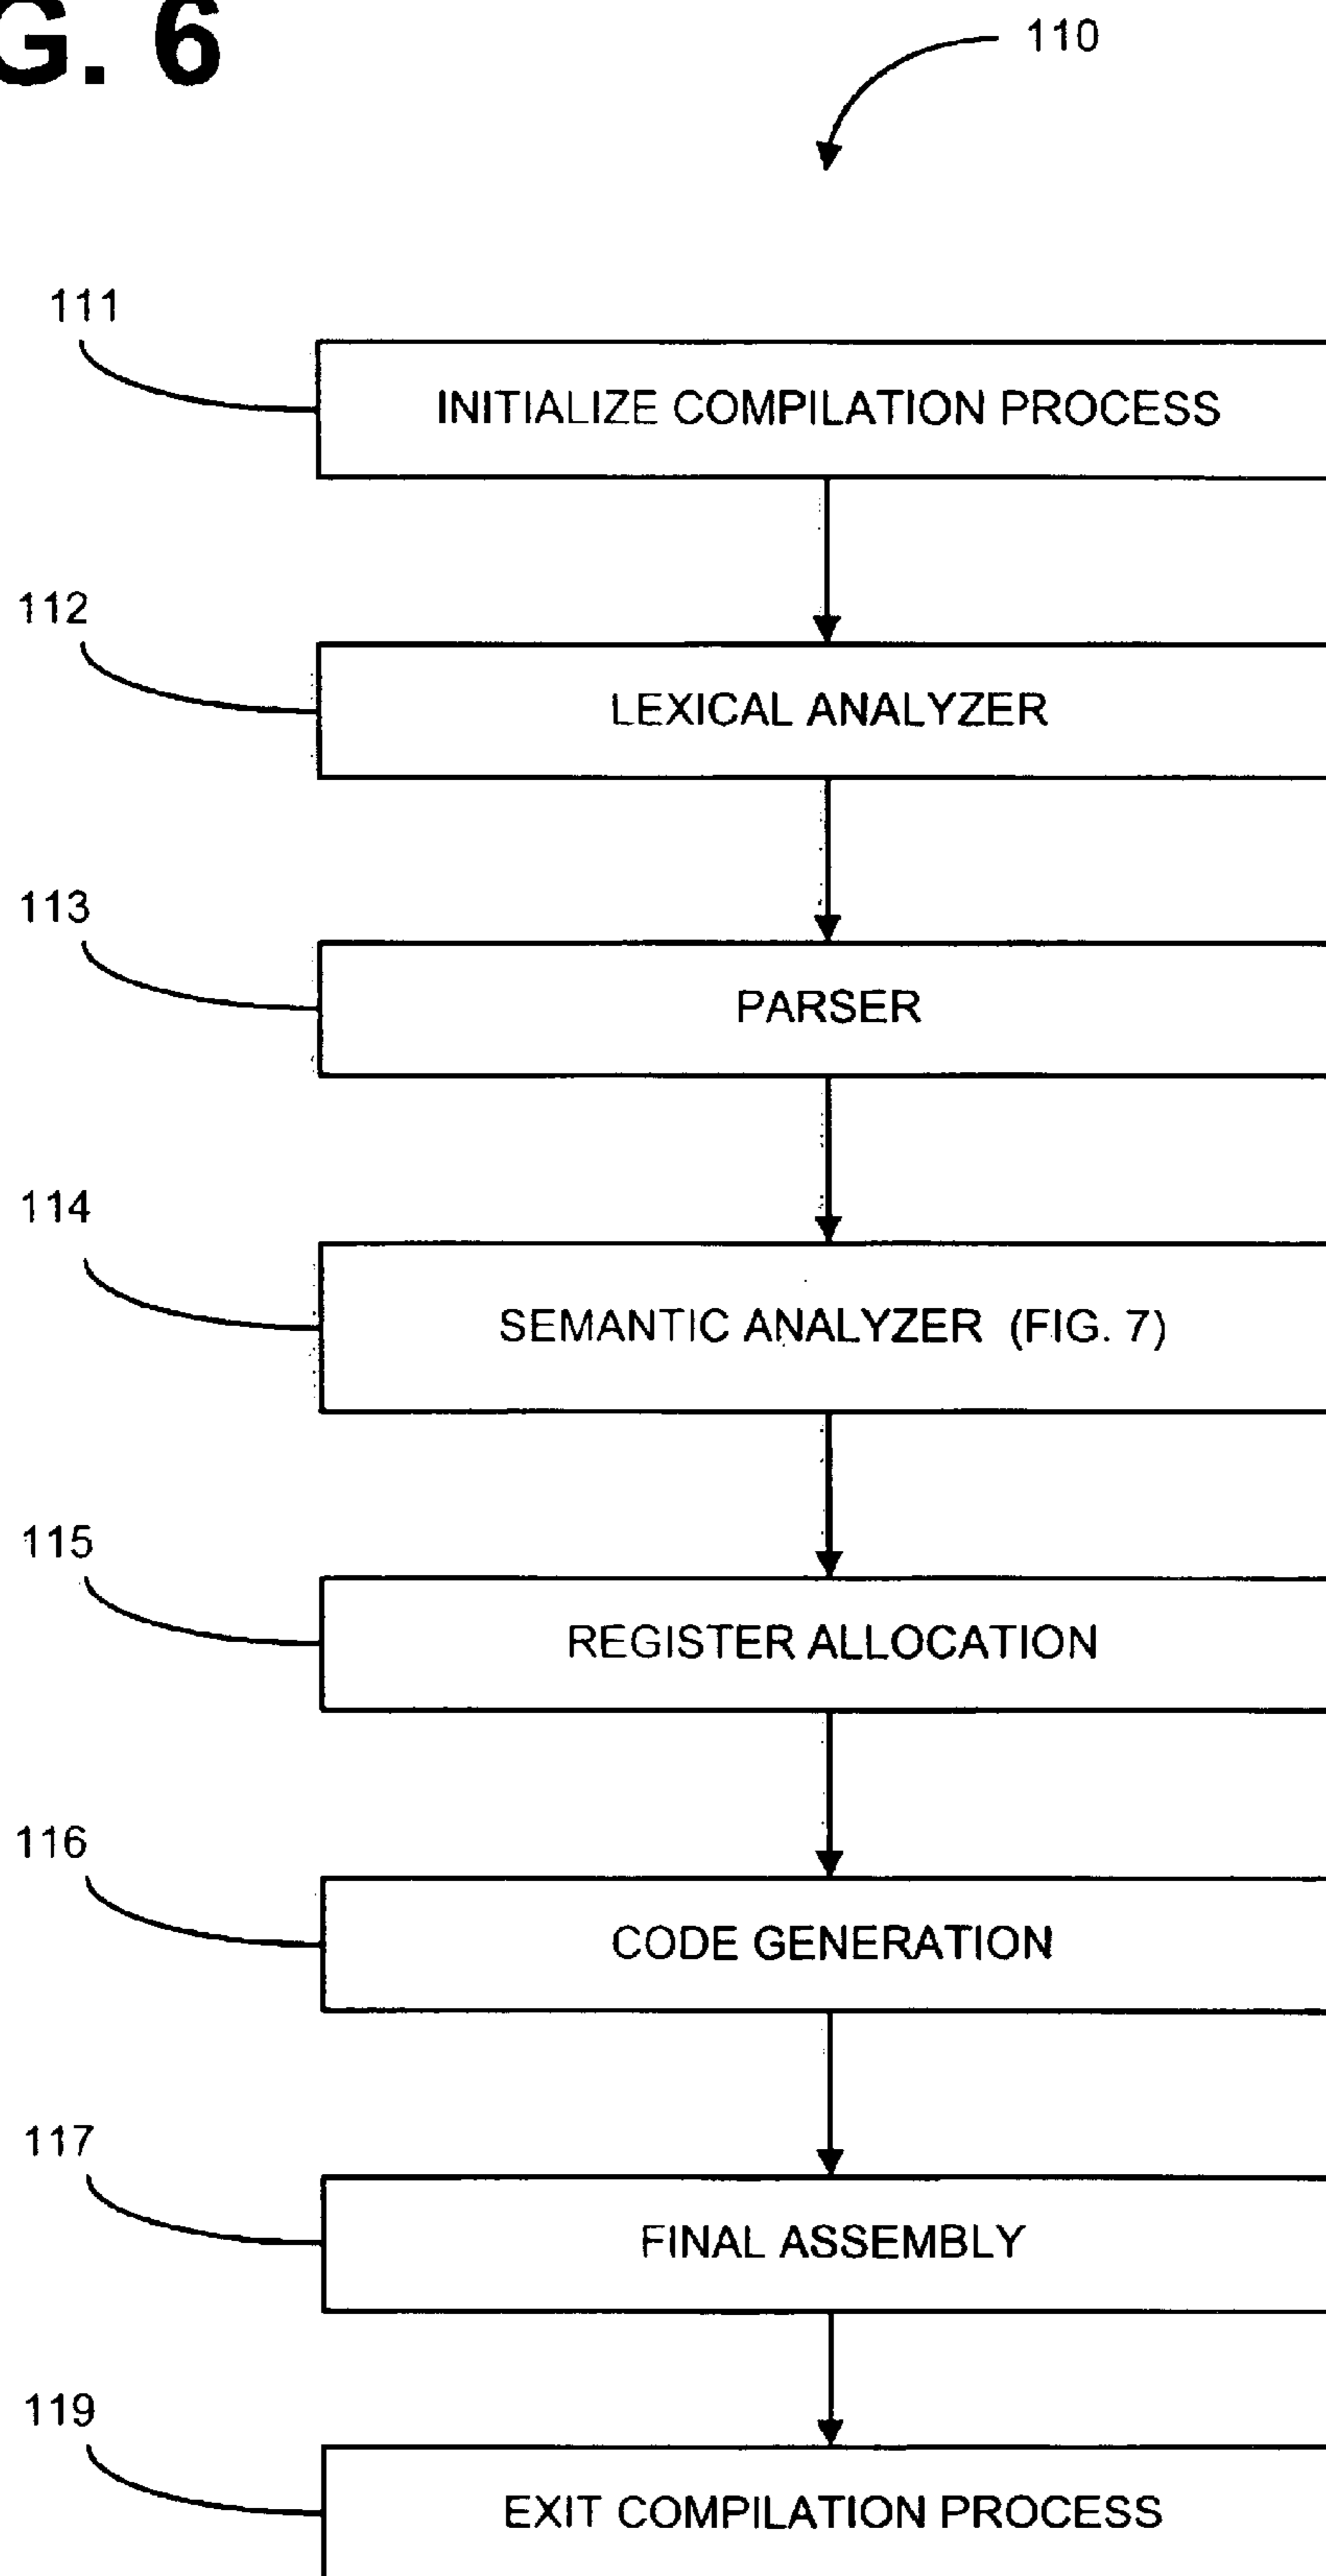 G. 6
110
111
INITIALIZE COMPILATION PROCESS
112
LEXICAL ANALYZER
113
PARSER
114
SEMANTIC ANALYZER (FIG. 7)
115
REGISTER ALLOCATION
116
CODE GENERATION
117
FINAL ASSEMBLY
119
EXIT COMPILATION PROCESS